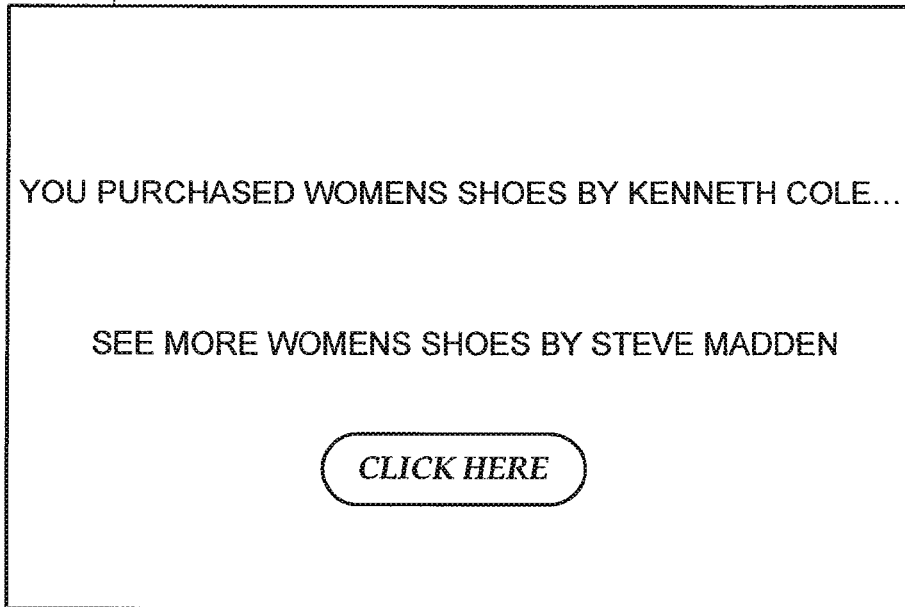 YOU PURCHASED WOMENS SHOES BY KENNETH COLE...
SEE MORE WOMENS SHOES BY STEVE MADDEN
CLICK HERE